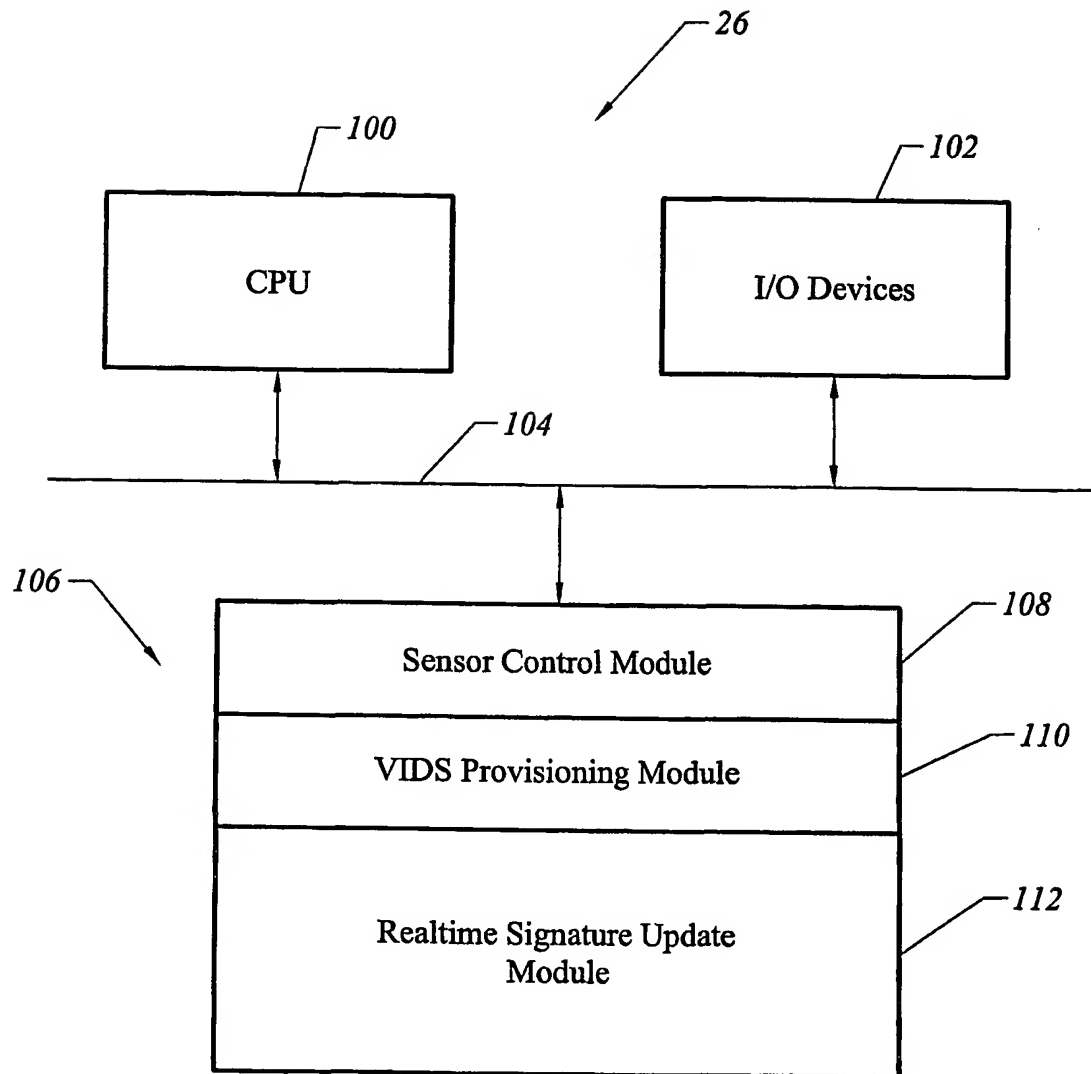 26
100
102
CPU
I/O Devices
104
106
108
Sensor Control Module
110
VIDS Provisioning Module
112
Realtime Signature Update
Module